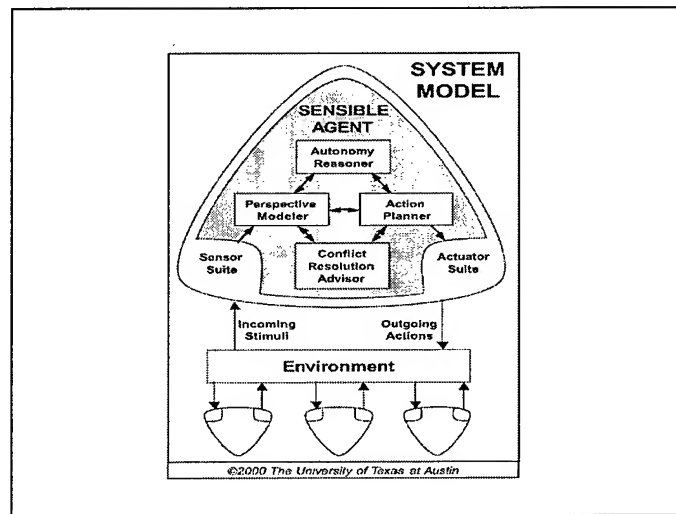 SYSTEM
MODEL
SENSIBLE
AGENT
Autonomy
Reasoner
Perspective
Modeler
Action
Planner
Sensor
Suite
Conflict
Resolution
Advisor
Actuator
Suite
Incoming
Stimuli
Outgoing
Actions
Environment
©2000 The University of Texas at Austin